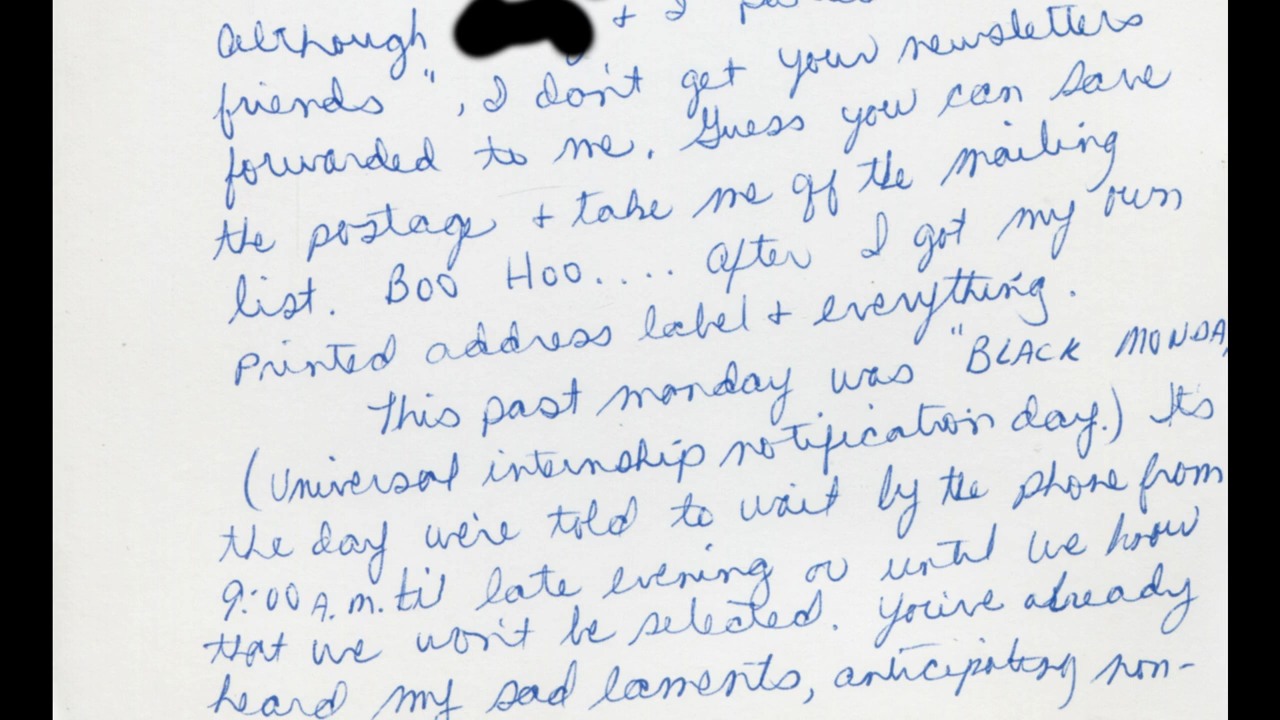 Although + I
friends", I don't get your newsletters
forwarded to me. Guess you can save
the postage + take me off the mailing
list. Boo Hoo.... After I got my own
printed address label + everything.
This past monday was "BLACK MONDA
(Universal internship notification day.) Its
the day we're told to wait by the phone from
9:00 A.M. til late evening or until we know
that we won't be selected. You've already
heard my sad laments, anticipating non-